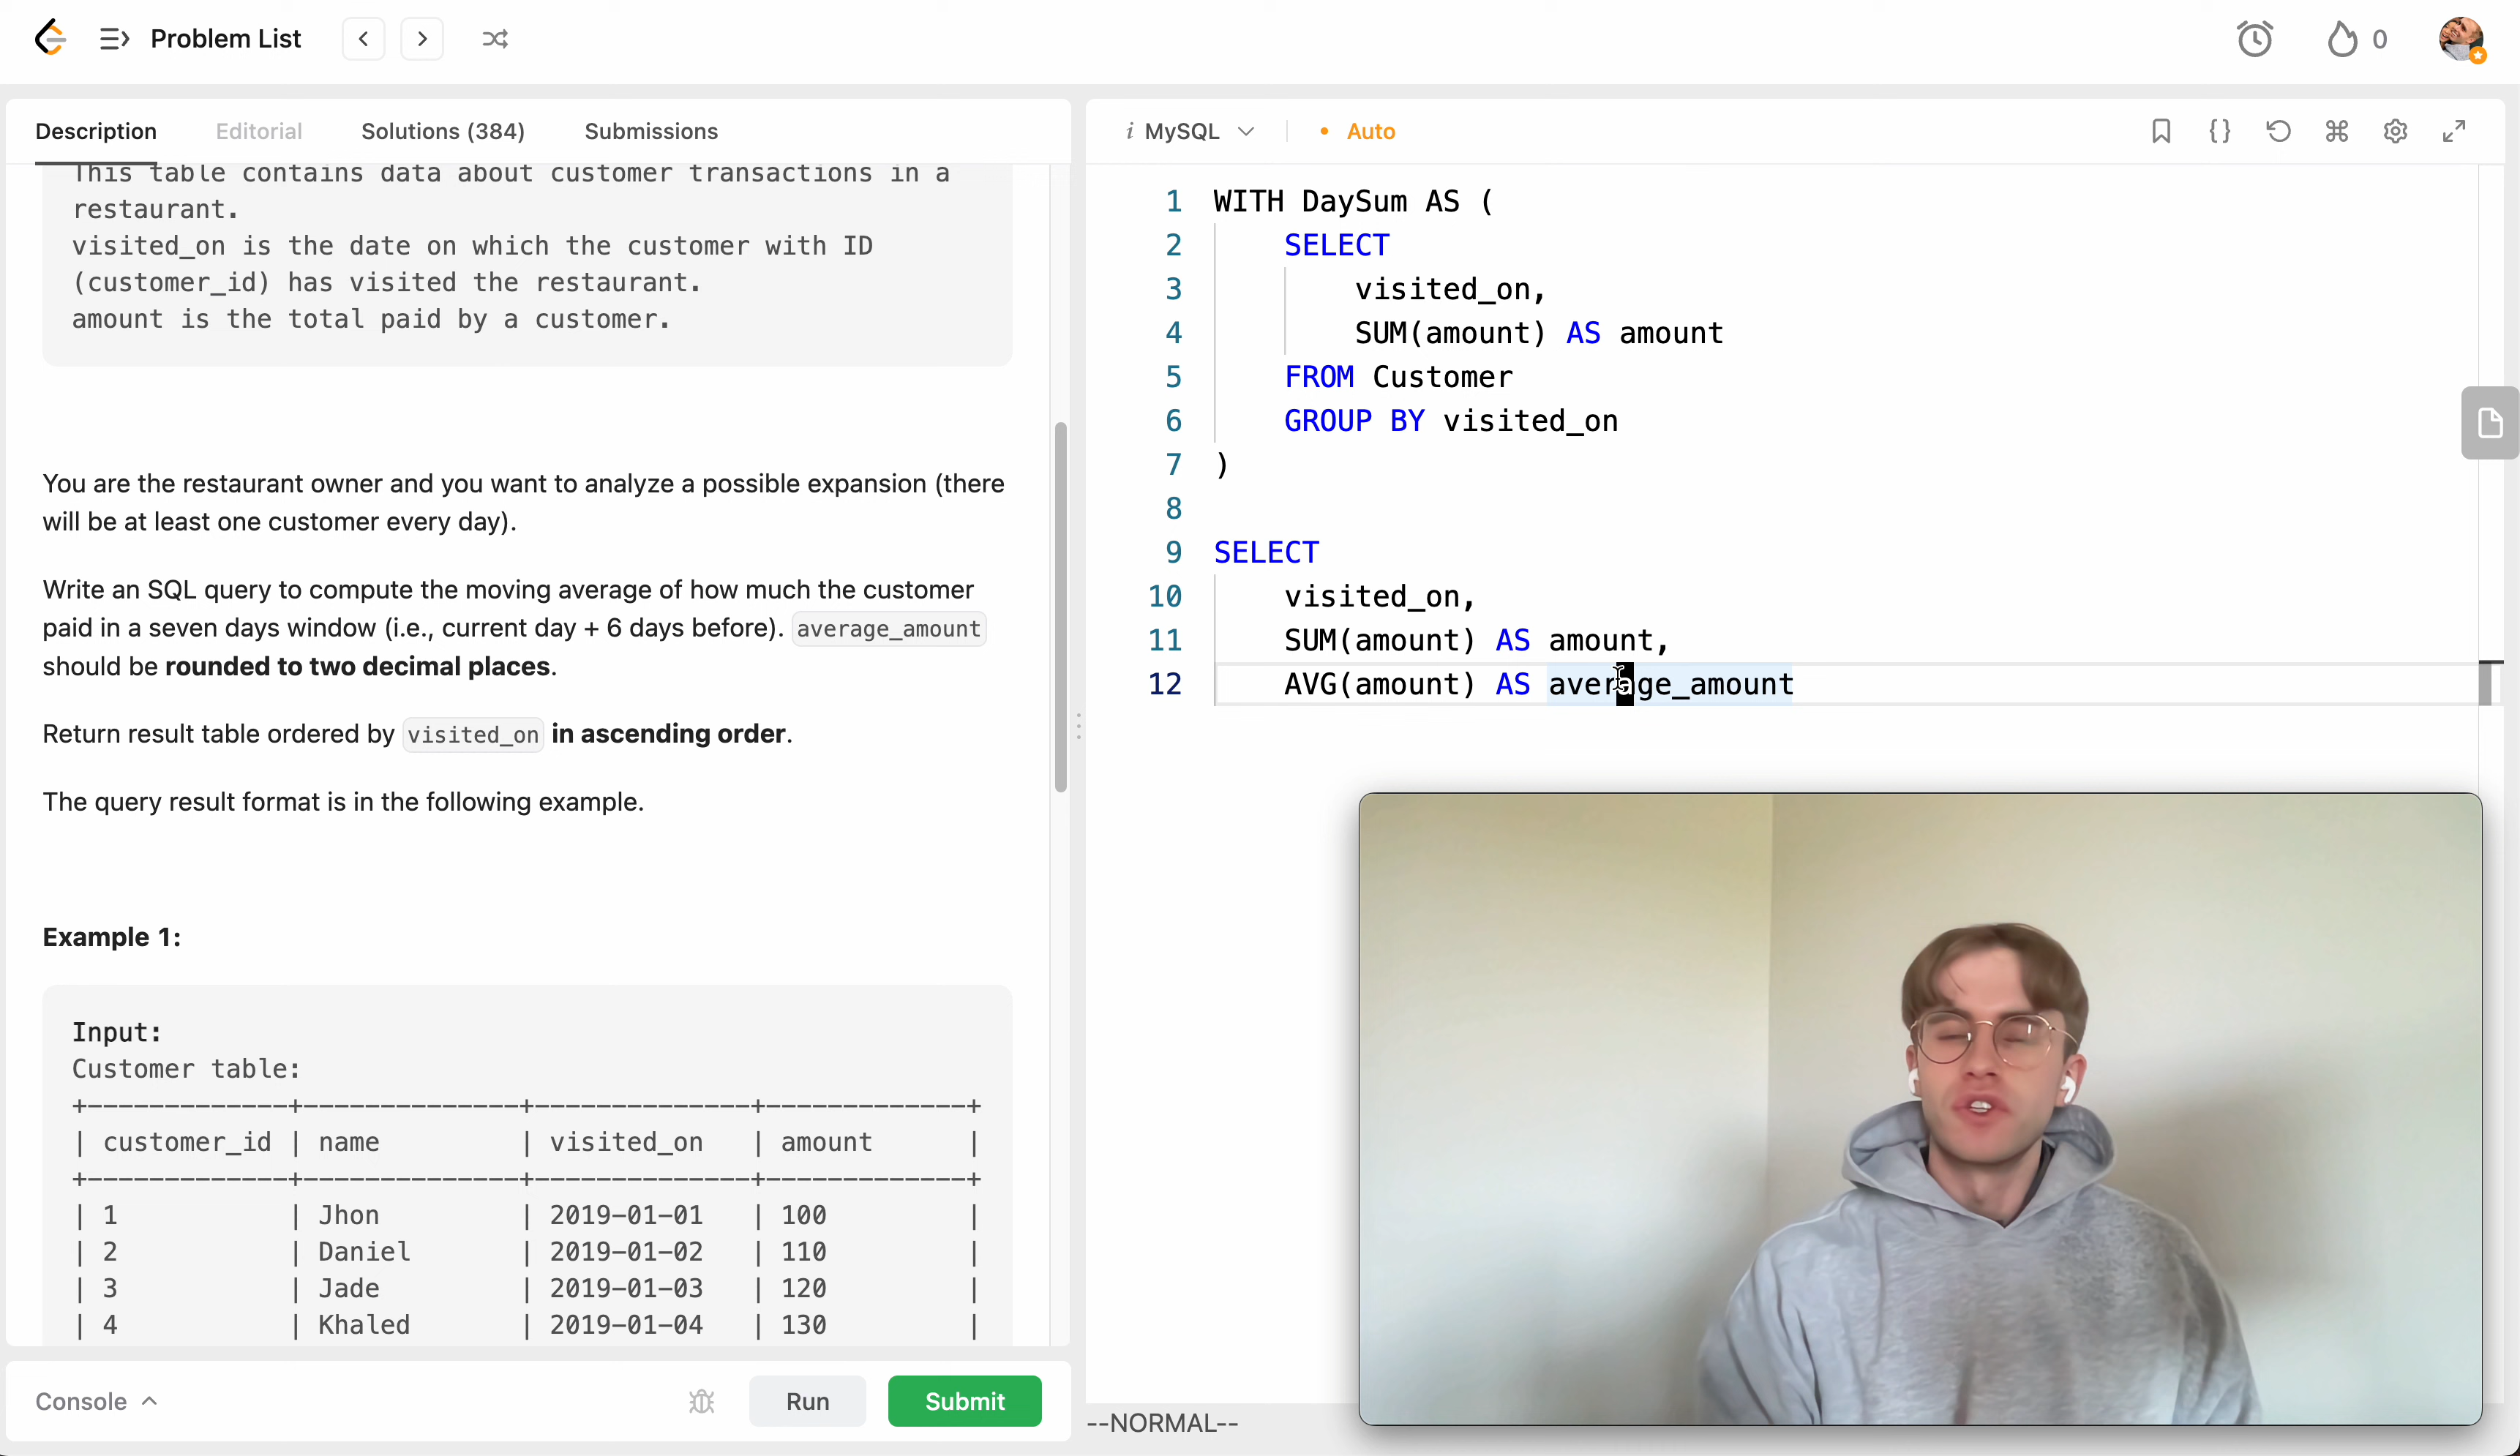 Problem List
0
Description Editorial Solutions (384) Submissions
This table contains data about customer transactions in a
restaurant.
visited_on is the date on which the customer with ID
(customer_id) has visited the restaurant.
amount is the total paid by a customer.
You are the restaurant owner and you want to analyze a possible expansion (there
will be at least one customer every day).
Write an SQL query to compute the moving average of how much the customer
paid in a seven days window (i.e., current day + 6 days before). average_amount
should be rounded to two decimal places.
Return result table ordered by visited_on in ascending order.
The query result format is in the following example.
Example 1:
Input:
Customer table:
+-------------+---------------+---------------+-------------+
| customer_id | name | visited_on | amount |
+-------------+---------------+---------------+-------------+
| 1 | Jhon | 2019-01-01 | 100 |
| 2 | Daniel | 2019-01-02 | 110 |
| 3 | Jade | 2019-01-03 | 120 |
| 4 | Khaled | 2019-01-04 | 130 |
Console Run Submit
i MySQL • Auto {} ⌘
1 WITH DaySum AS (
2 SELECT
3 visited_on,
4 SUM(amount) AS amount
5 FROM Customer
6 GROUP BY visited_on
7 )
8
9 SELECT
10 visited_on,
11 SUM(amount) AS amount,
12 AVG(amount) AS average_amount
--NORMAL--